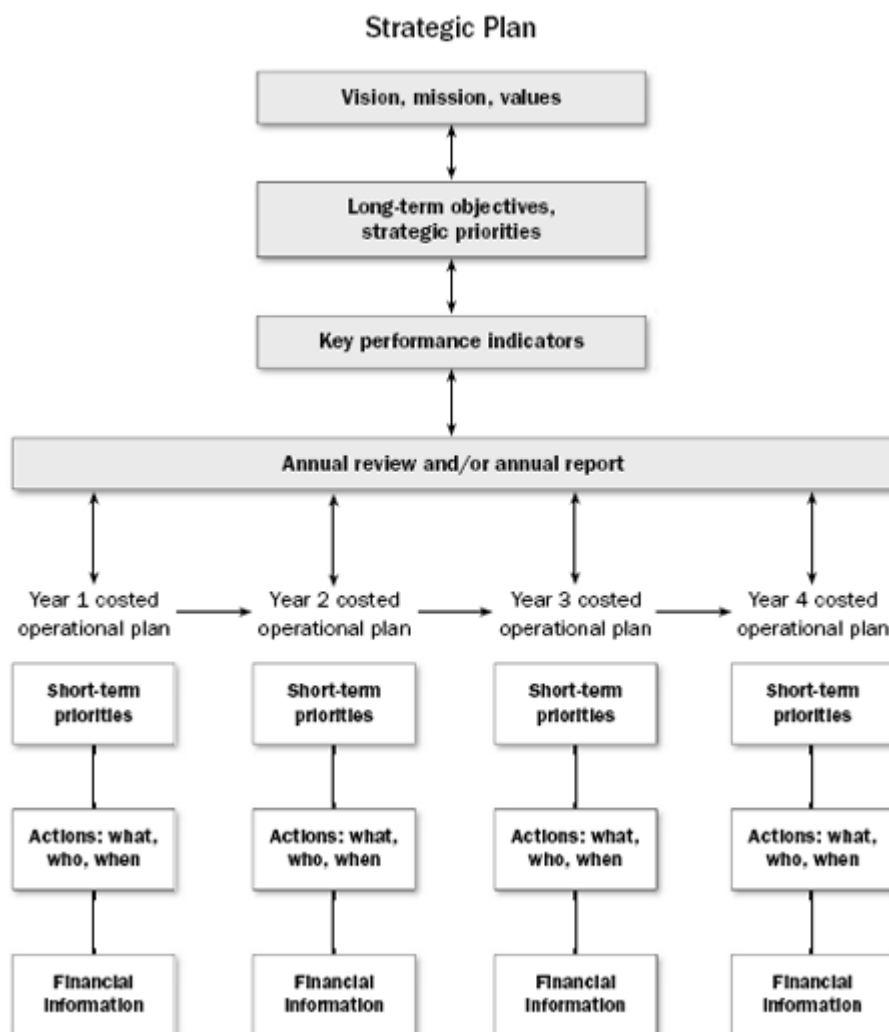 Strategic Plan
Vision, mission, values
Long-term objectives,
strategic priorities
Key performance indicators
Annual review and/or annual report
Year 1 costed
operational plan
Year 2 costed
operational plan
Year 3 costed
operational plan
Year 4 costed
operational plan
Short-term
priorities
Short-term
priorities
Short-term
priorities
Short-term
priorities
Actions: what,
who, when
Actions: what,
who, when
Actions: what,
who, when
Actions: what,
who, when
Financial
information
Financial
information
Financial
information
Financial
information